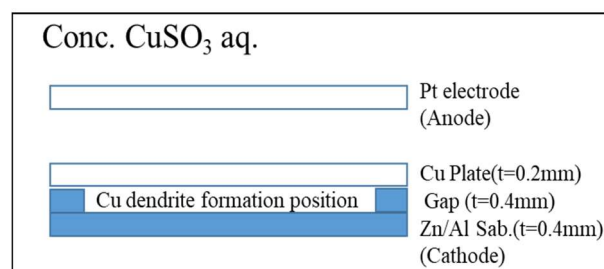 Conc. CuSO₃ aq.
Pt electrode
(Anode)
Cu Plate(t=0.2mm)
Cu dendrite formation position
Gap (t=0.4mm)
Zn/Al Sab.(t=0.4mm)
(Cathode)